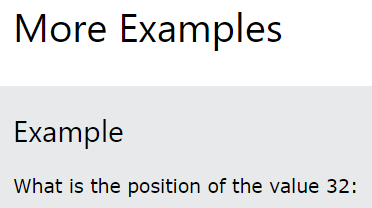 More Examples
Example
What is the position of the value 32: